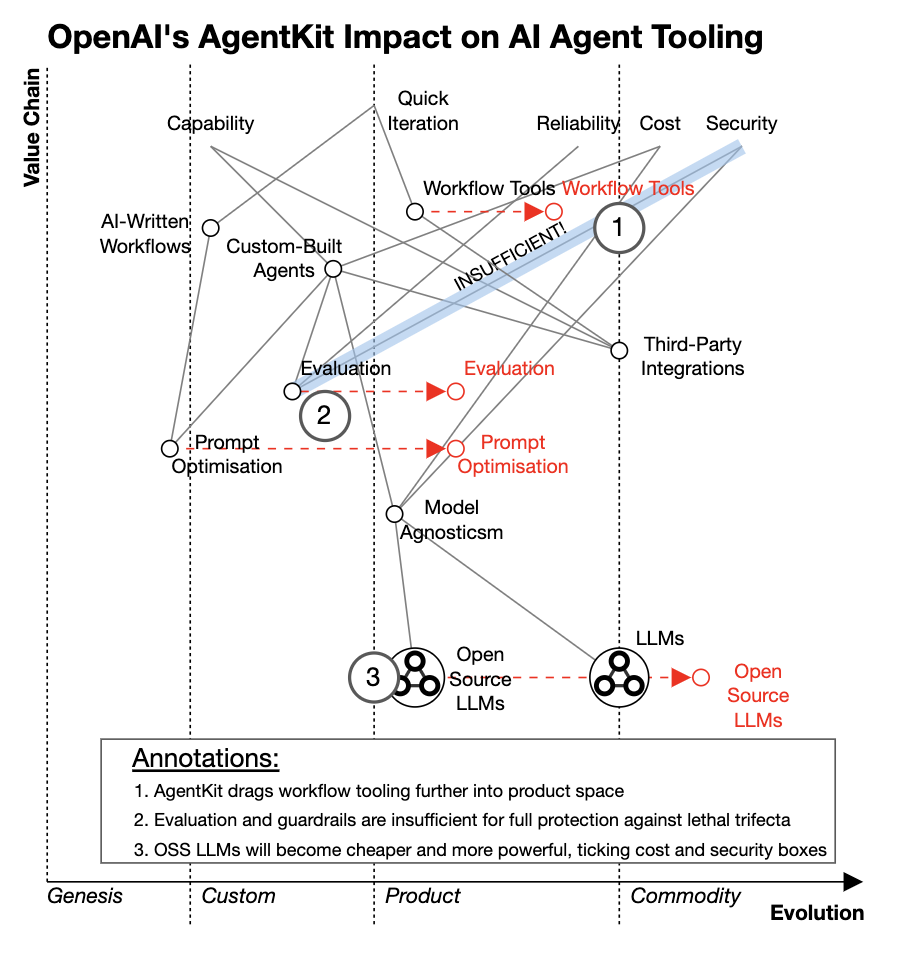 OpenAI's AgentKit Impact on AI Agent Tooling
Value Chain
Quick
Iteration
Capability
Reliability
Cost
Security
Workflow Tools
Workflow Tools
1
AI-Written
Workflows
Custom-Built
Agents
INSUFFICIENT!
Third-Party
Integrations
Evaluation
Evaluation
2
Prompt
Optimisation
Prompt
Optimisation
Model
Agnosticsm
LLMs
3
Open
Source
LLMs
Open
Source
LLMs
Annotations:
1. AgentKit drags workflow tooling further into product space
2. Evaluation and guardrails are insufficient for full protection against lethal trifecta
3. OSS LLMs will become cheaper and more powerful, ticking cost and security boxes
Genesis
Custom
Product
Commodity
Evolution